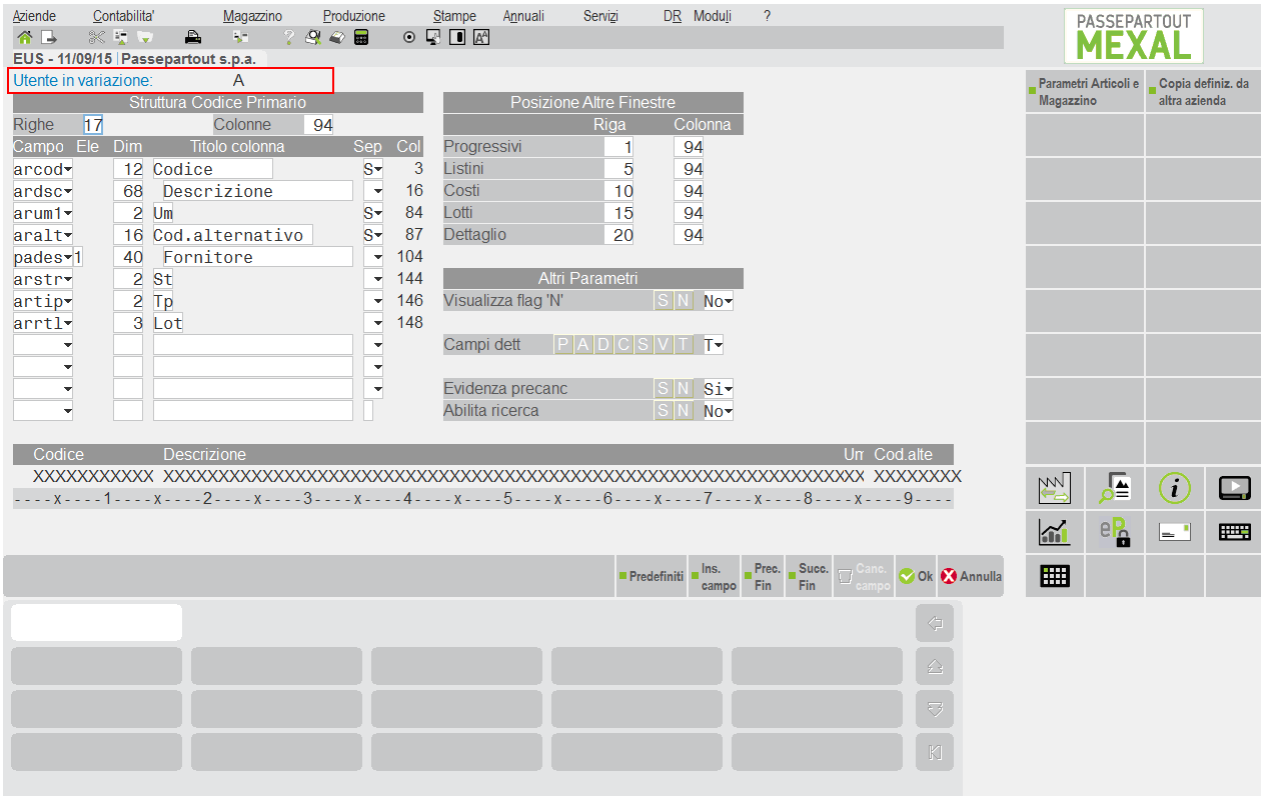 Aziende Contabilita' Magazzino Produzione Stampe Annuali Servizi DR Moduli ?
PASSEPARTOUT
MEXAL
EUS - 11/09/15 Passepartout s.p.a.
Utente in variazione: A
Parametri Articoli e Magazzino
Copia definiz. da altra azienda
Struttura Codice Primario
Righe 17 Colonne 94
Campo Ele Dim Titolo colonna Sep Col
arcod 12 Codice S 3
ardsc 68 Descrizione 16
arum1 2 Um S 84
aralt 16 Cod.alternativo S 87
pades 1 40 Fornitore 104
arstr 2 St 144
artip 2 Tp 146
arrtl 3 Lot 148
Posizione Altre Finestre
Riga Colonna
Progressivi 1 94
Listini 5 94
Costi 10 94
Lotti 15 94
Dettaglio 20 94
Altri Parametri
Visualizza flag 'N' S N No
Campi dett P A D C S V T T
Evidenza precanc S N Si
Abilita ricerca S N No
Codice Descrizione Um Cod.alte
XXXXXXXXXXX XXXXXXXXXXXXXXXXXXXXXXXXXXXXXXXXXXXXXXXXXXXXXXXXXXXXXXXXXXXXXXXXXXXX XX XXXXXXXX
----x----1----x----2----x----3----x----4----x----5----x----6----x----7----x----8----x----9----
Predefiniti
Ins. campo
Prec. Fin
Succ. Fin
Canc. campo
Ok
Annulla